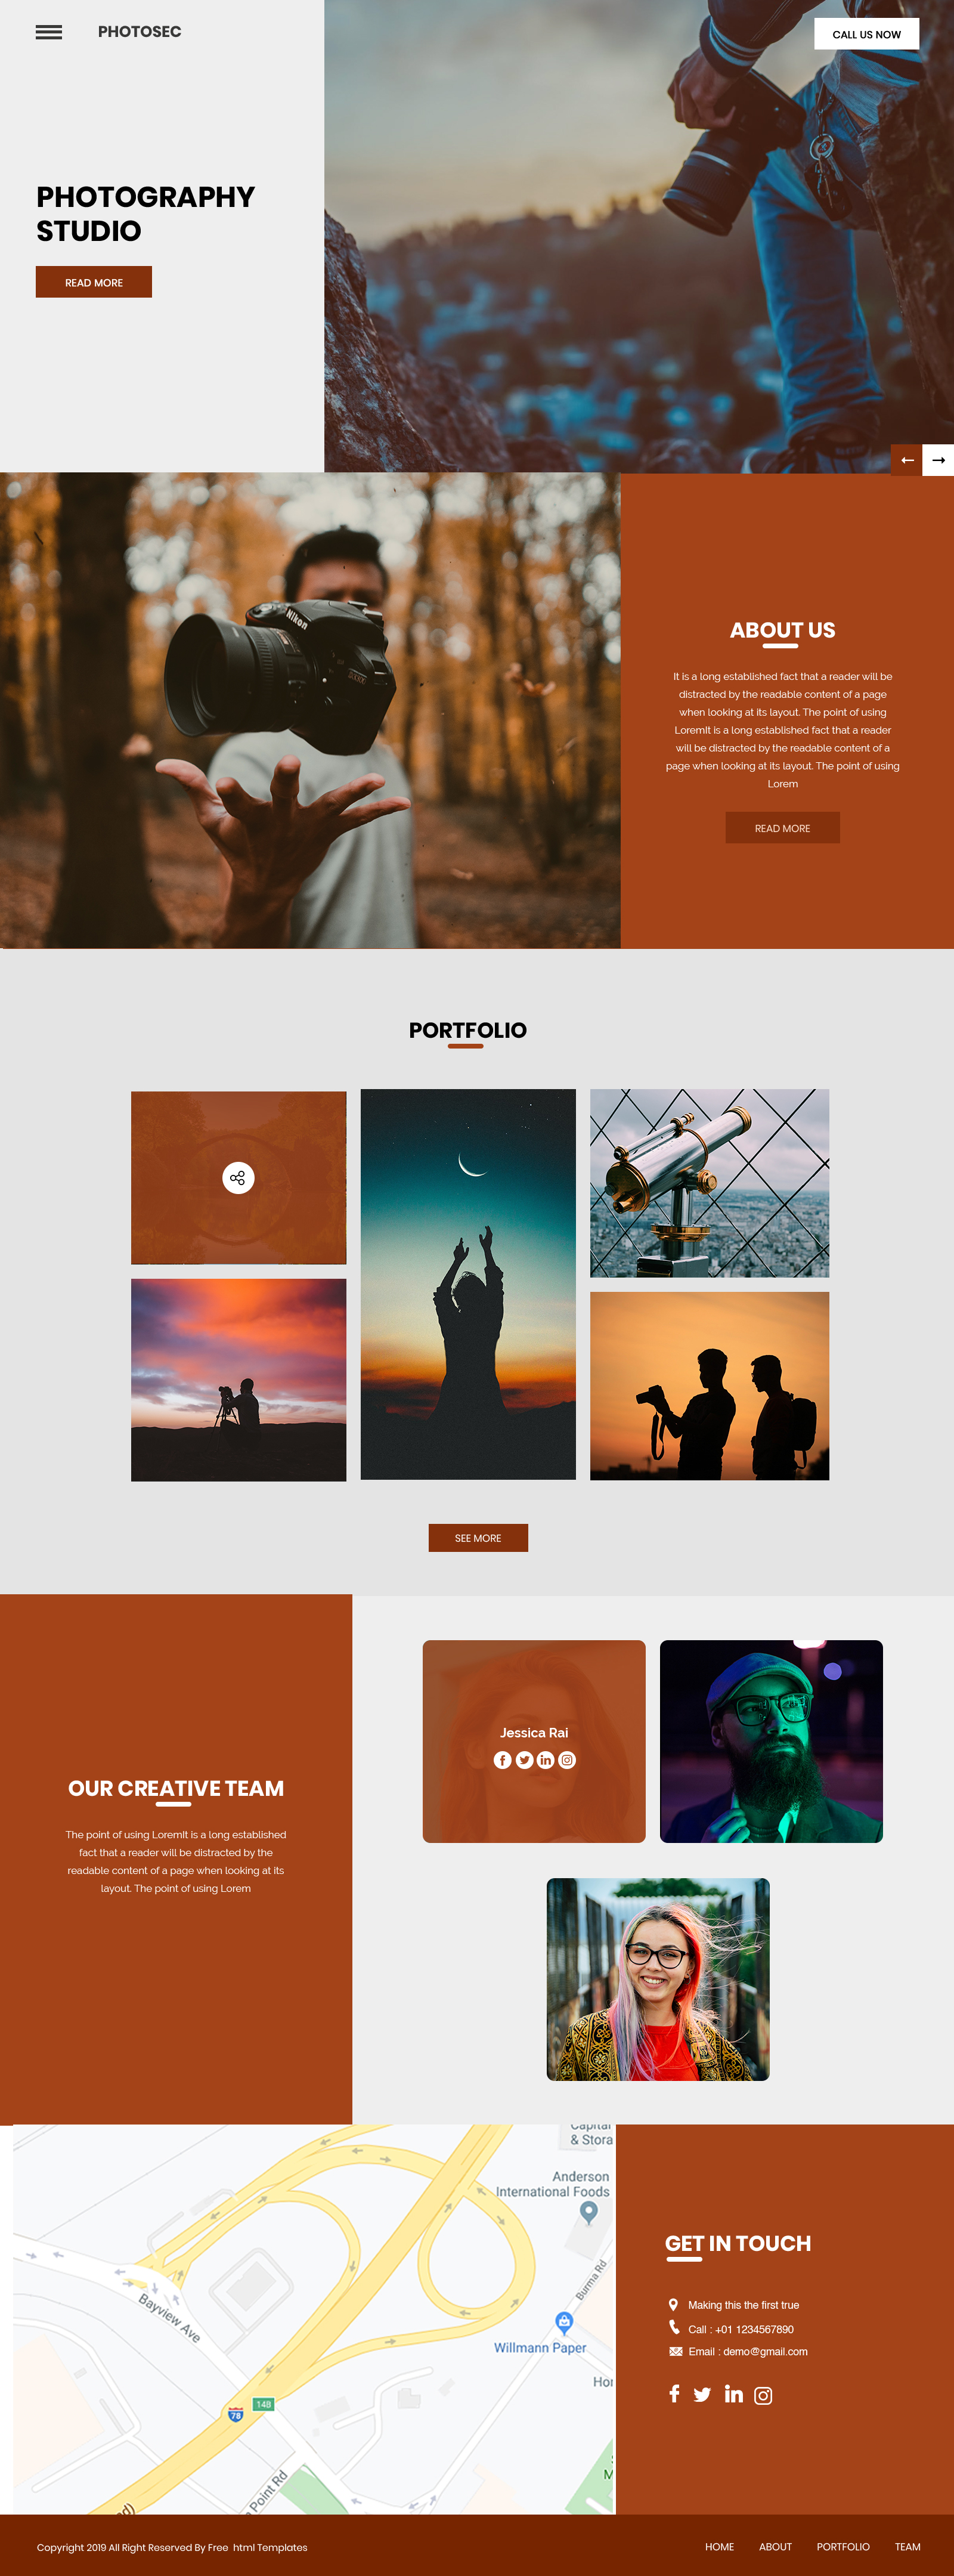 PHOTOSEC
CALL US NOW
PHOTOGRAPHY
STUDIO
READ MORE
Nikon
ABOUT US
It is a long established fact that a reader will be
distracted by the readable content of a page
when looking at its layout. The point of using
LoremIt is a long established fact that a reader
will be distracted by the readable content of a
page when looking at its layout. The point of using
Lorem
READ MORE
PORTFOLIO
SEE MORE
OUR CREATIVE TEAM
The point of using LoremIt is a long established
fact that a reader will be distracted by the
readable content of a page when looking at its
layout. The point of using Lorem
Jessica Rai
Capital
& Stora
Anderson
International Foods
Burma Rd
Bayview Ave
Willmann Paper
Hor
14B
78
M
Point Rd
GET IN TOUCH
Making this the first true
Call : +01 1234567890
Email : demo@gmail.com
Copyright 2019 All Right Reserved By Free html Templates
HOME ABOUT PORTFOLIO TEAM